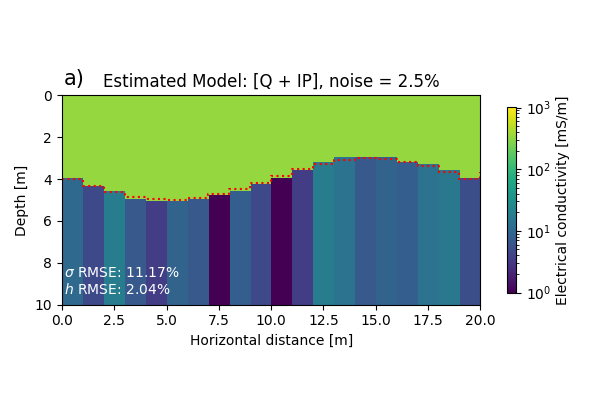 a) Estimated Model: [Q + IP], noise = 2.5%
0
2
4
6
8
10
Depth [m]
σ RMSE: 11.17%
h RMSE: 2.04%
0.0 2.5 5.0 7.5 10.0 12.5 15.0 17.5 20.0
Horizontal distance [m]
10³
10²
10¹
10⁰
Electrical conductivity [mS/m]